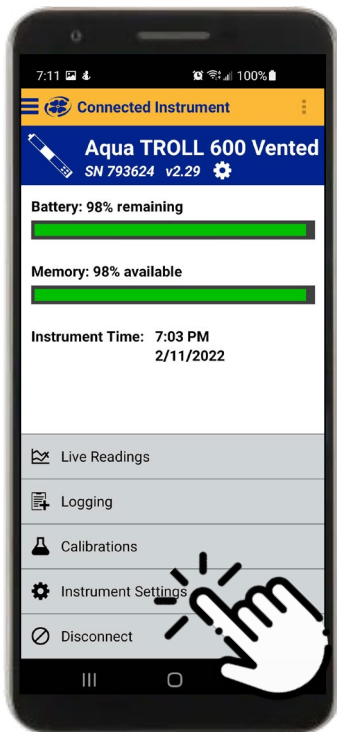 7:11 100%
Connected Instrument
Aqua TROLL 600 Vented
SN 793624 v2.29
Battery: 98% remaining
Memory: 98% available
Instrument Time: 7:03 PM
2/11/2022
Live Readings
Logging
Calibrations
Instrument Settings
Disconnect